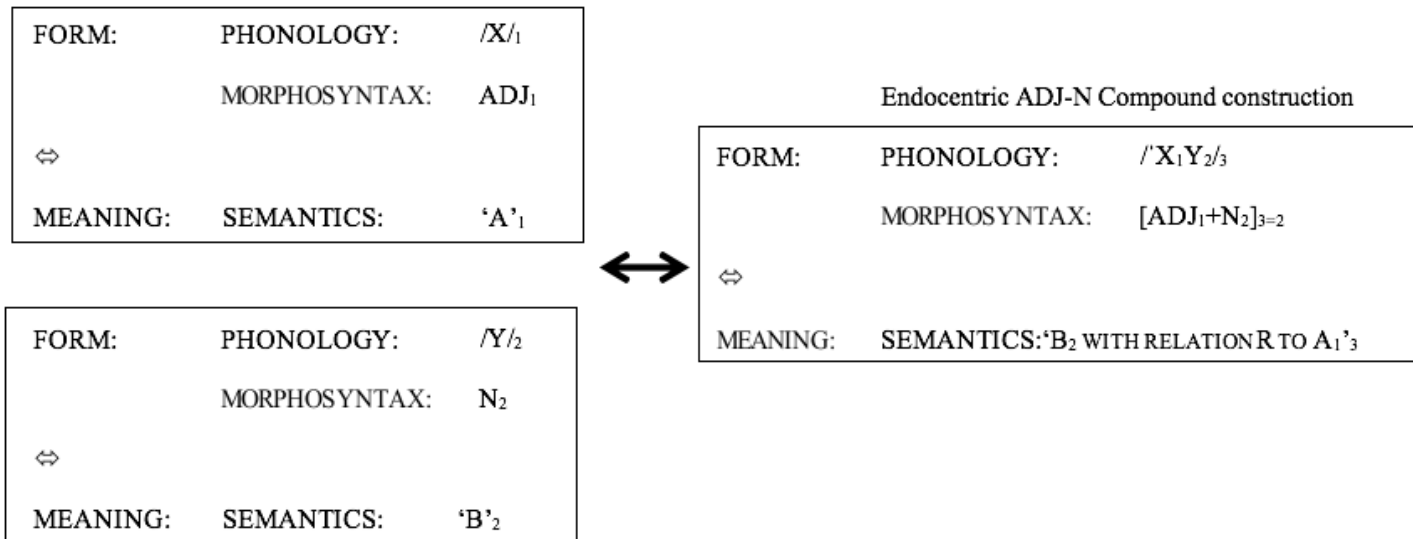 FORM: PHONOLOGY: /X/₁
MORPHOSYNTAX: ADJ₁
⇔
MEANING: SEMANTICS: ‘A’₁
FORM: PHONOLOGY: /Y/₂
MORPHOSYNTAX: N₂
⇔
MEANING: SEMANTICS: ‘B’₂
Endocentric ADJ-N Compound construction
FORM: PHONOLOGY: /ˈX₁Y₂/₃
MORPHOSYNTAX: [ADJ₁+N₂]₃₌₂
⇔
MEANING: SEMANTICS:‘B₂ WITH RELATION R TO A₁’₃